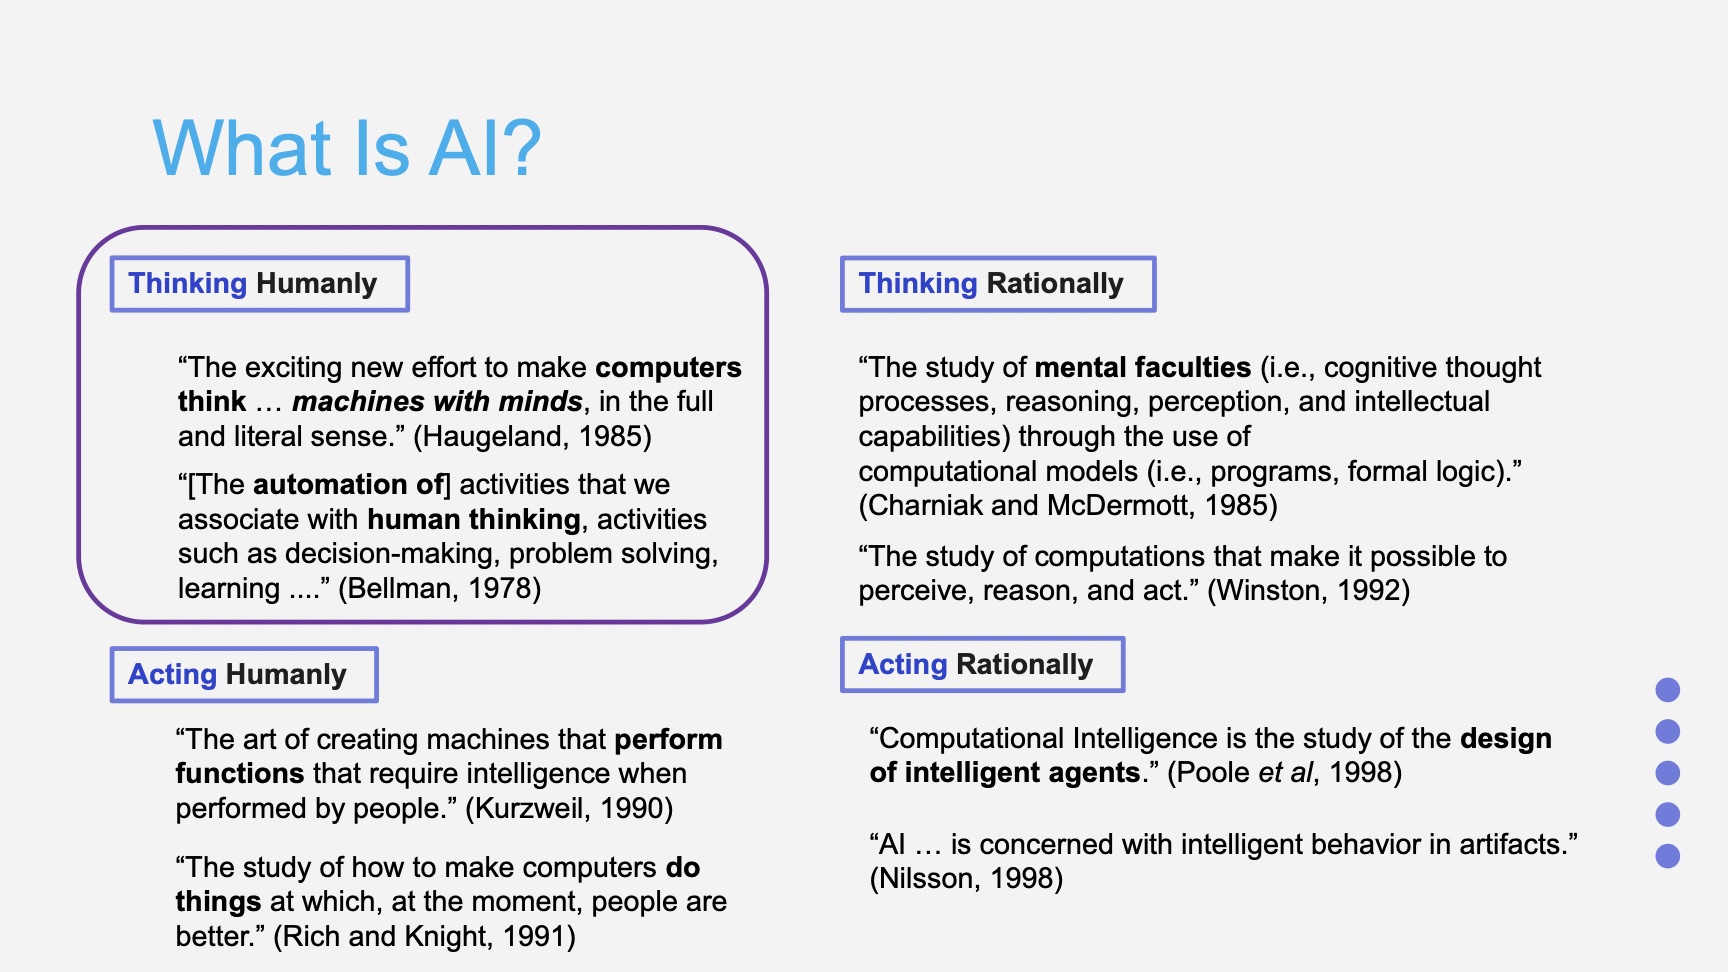 What Is AI?
Thinking Humanly
“The exciting new effort to make computers
think … machines with minds, in the full
and literal sense.” (Haugeland, 1985)
“[The automation of] activities that we
associate with human thinking, activities
such as decision-making, problem solving,
learning ....” (Bellman, 1978)
Thinking Rationally
“The study of mental faculties (i.e., cognitive thought
processes, reasoning, perception, and intellectual
capabilities) through the use of
computational models (i.e., programs, formal logic).”
(Charniak and McDermott, 1985)
“The study of computations that make it possible to
perceive, reason, and act.” (Winston, 1992)
Acting Humanly
“The art of creating machines that perform
functions that require intelligence when
performed by people.” (Kurzweil, 1990)
“The study of how to make computers do
things at which, at the moment, people are
better.” (Rich and Knight, 1991)
Acting Rationally
“Computational Intelligence is the study of the design
of intelligent agents.” (Poole et al, 1998)
“AI … is concerned with intelligent behavior in artifacts.”
(Nilsson, 1998)